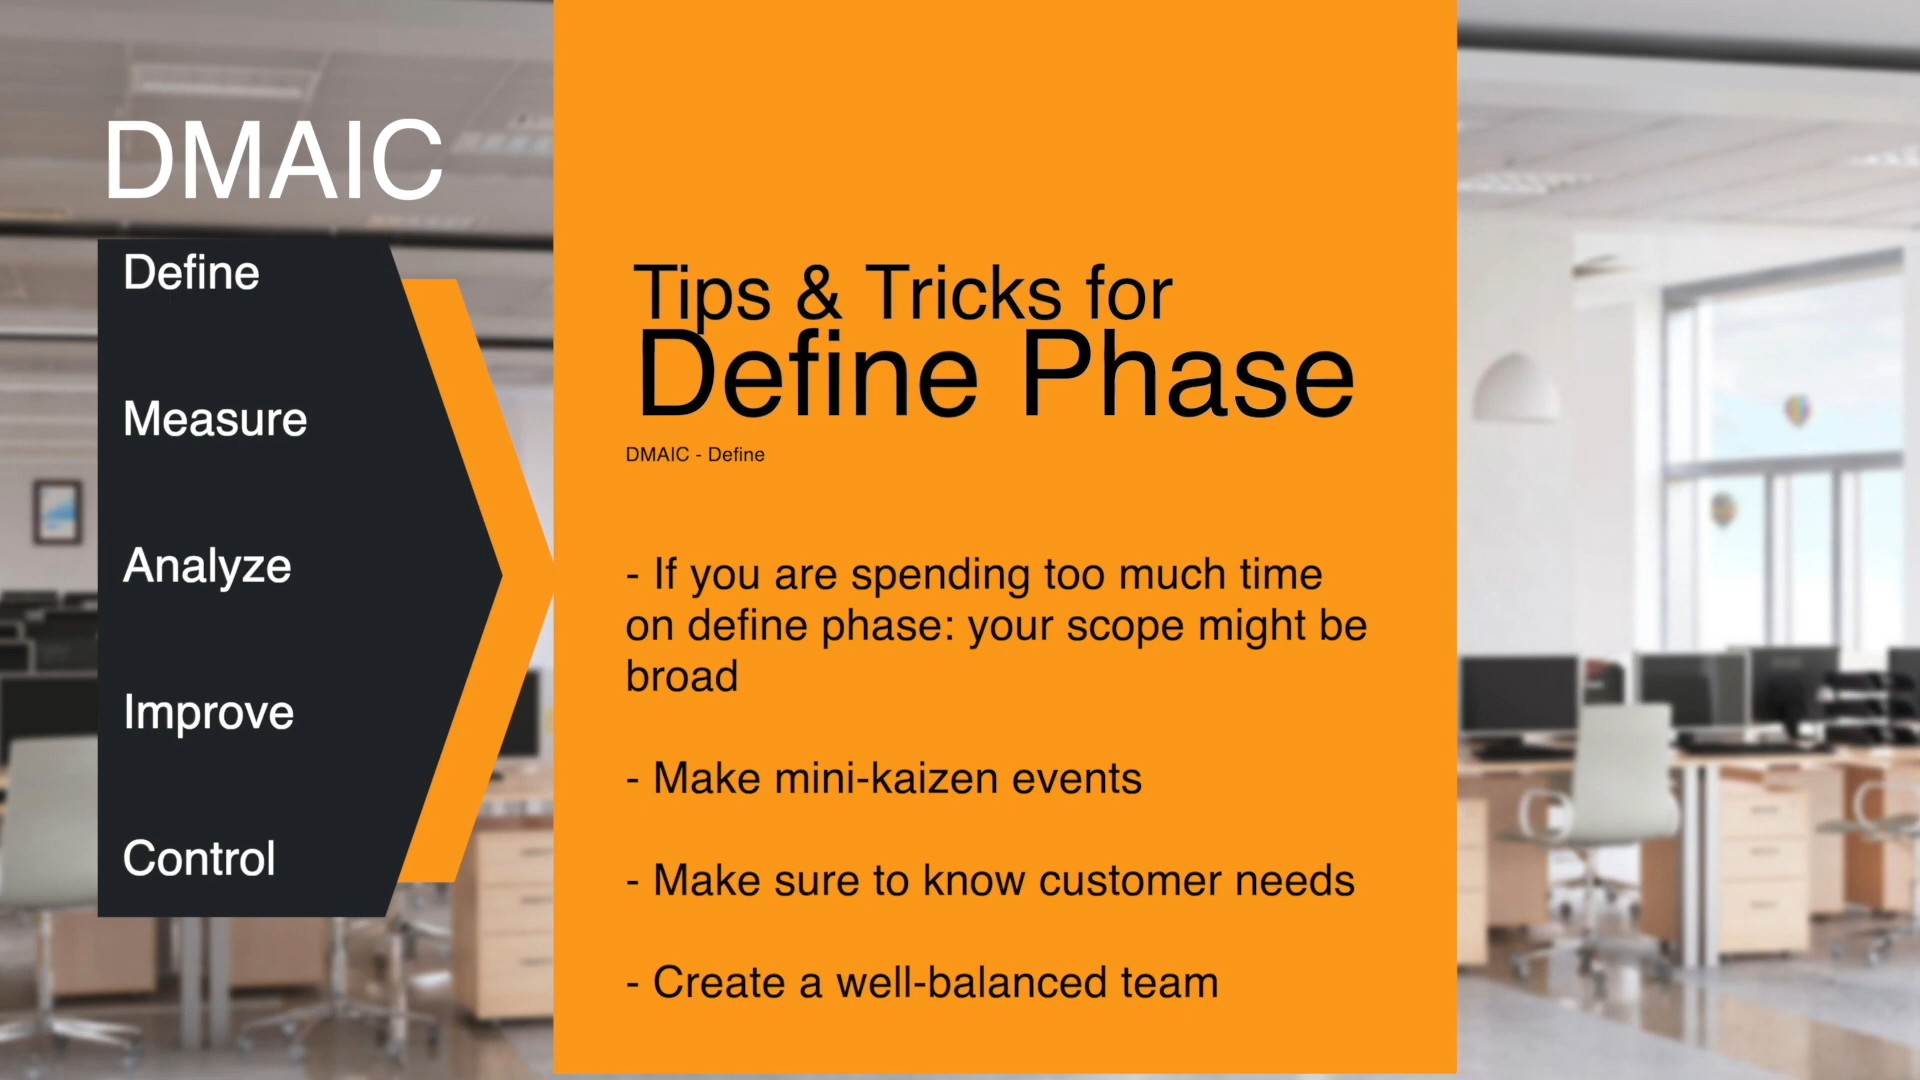 DMAIC
Define
Measure
Analyze
Improve
Control
Tips & Tricks for
Define Phase
DMAIC - Define
- If you are spending too much time
on define phase: your scope might be
broad
- Make mini-kaizen events
- Make sure to know customer needs
- Create a well-balanced team